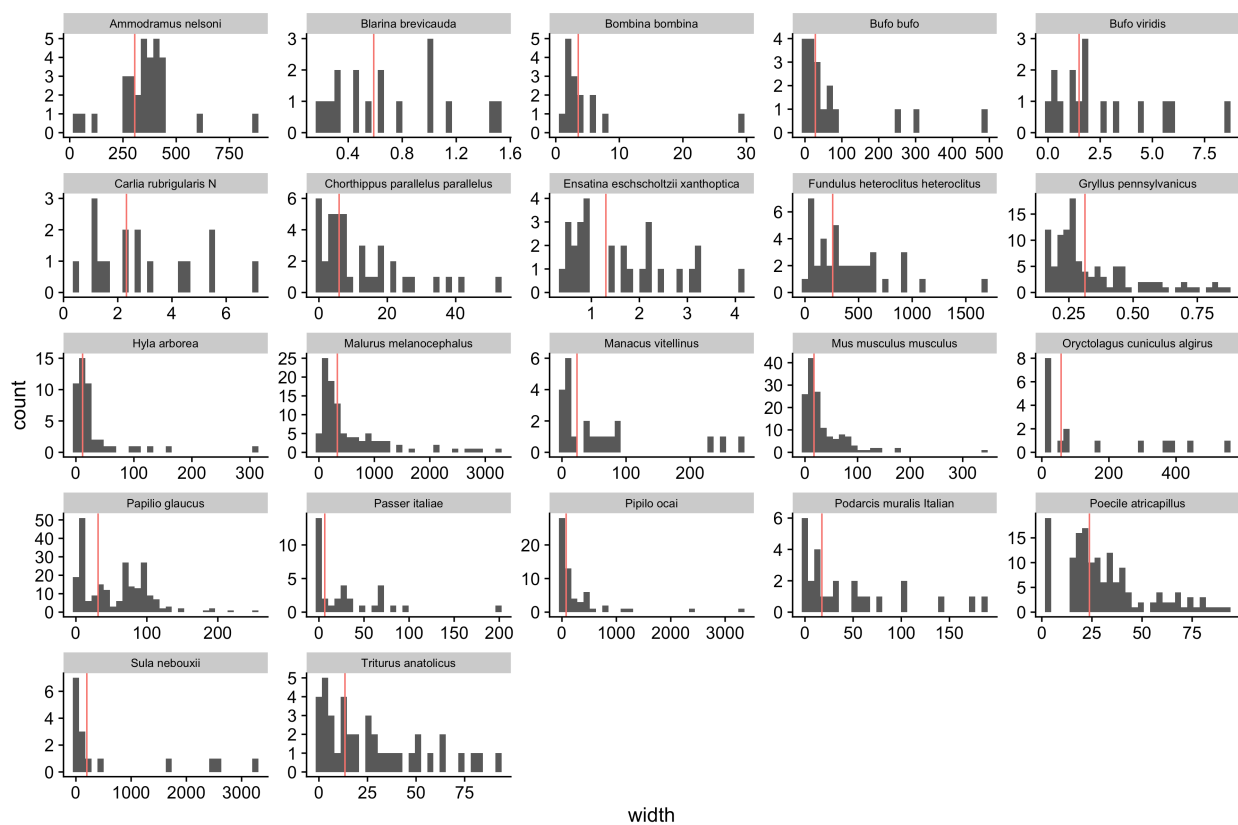 Ammodramus nelsoni Blarina brevicauda Bombina bombina Bufo bufo Bufo viridis
5 4 3 2 1 0 3 2 1 0 5 4 3 2 1 0 4 3 2 1 0 3 2 1 0
0 250 500 750 0.4 0.8 1.2 1.6 0 10 20 30 0 100 200 300 400 500 0.0 2.5 5.0 7.5
Carlia rubrigularis N Chorthippus parallelus parallelus Ensatina eschscholtzii xanthoptica Fundulus heteroclitus heteroclitus Gryllus pennsylvanicus
3 2 1 0 6 4 2 0 4 3 2 1 0 6 4 2 0 15 10 5 0
0 2 4 6 0 20 40 1 2 3 4 0 500 1000 1500 0.25 0.50 0.75
Hyla arborea Malurus melanocephalus Manacus vitellinus Mus musculus musculus Oryctolagus cuniculus algirus
15 10 5 0 25 20 15 10 5 0 6 4 2 0 40 30 20 10 0 8 6 4 2 0
0 100 200 300 0 1000 2000 3000 0 100 200 0 100 200 300 0 200 400
Papilio glaucus Passer italiae Pipilo ocai Podarcis muralis Italian Poecile atricapillus
50 40 30 20 10 0 10 5 0 20 10 0 6 4 2 0 15 10 5 0
0 100 200 0 50 100 150 200 0 1000 2000 3000 0 50 100 150 0 25 50 75
Sula nebouxii Triturus anatolicus
6 4 2 0 5 4 3 2 1 0
0 1000 2000 3000 0 25 50 75
count
width